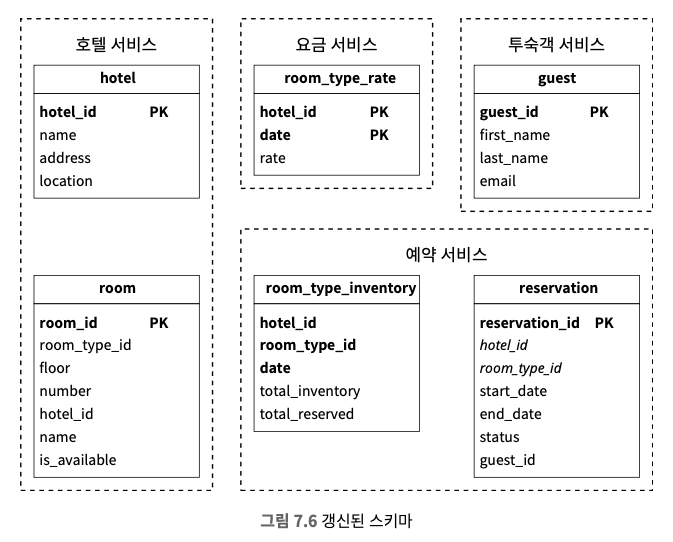 호텔 서비스
hotel
hotel_id PK
name
address
location
room
room_id PK
room_type_id
floor
number
hotel_id
name
is_available
요금 서비스
room_type_rate
hotel_id PK
date PK
rate
투숙객 서비스
guest
guest_id PK
first_name
last_name
email
예약 서비스
room_type_inventory
hotel_id
room_type_id
date
total_inventory
total_reserved
reservation
reservation_id PK
hotel_id
room_type_id
start_date
end_date
status
guest_id
그림 7.6 갱신된 스키마